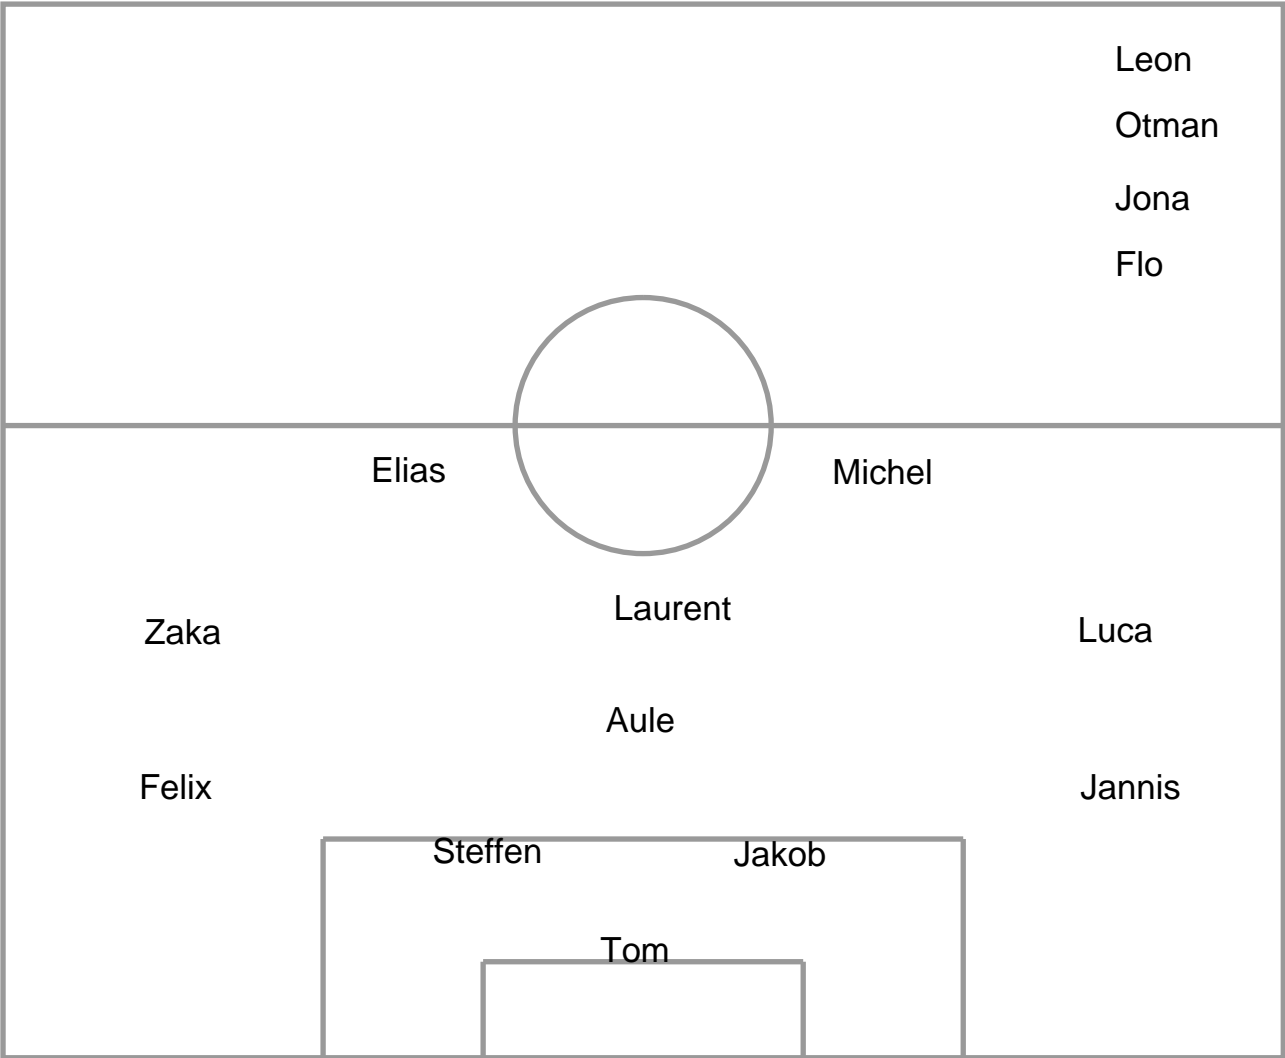 Leon
Otman
Jona
Flo
Elias
Michel
Laurent
Zaka
Luca
Aule
Felix
Jannis
Steffen
Jakob
Tom